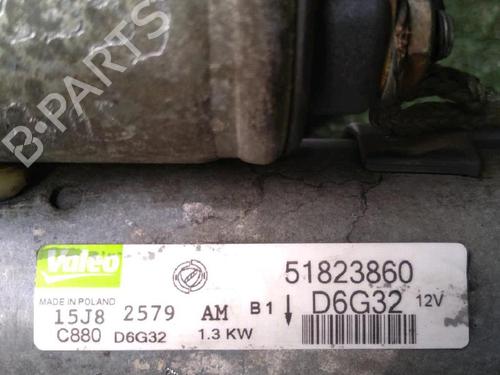 B-PARTS
Valeo
51823860
MADE IN POLAND
15J8 2579 AM B1 D6G32 12V
C880 D6G32 1.3 KW